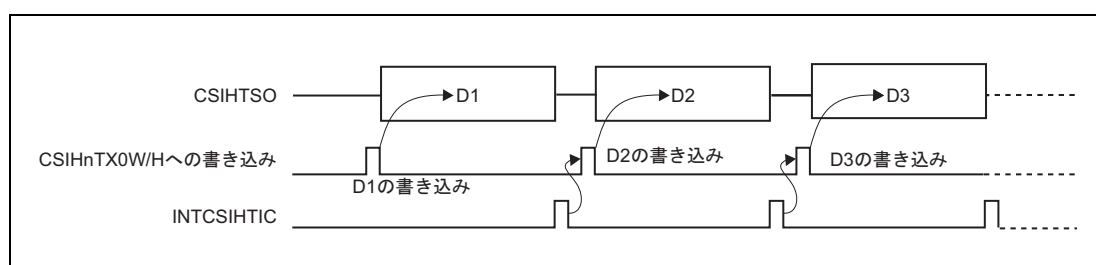 CSIHTSO
D1
D2
D3
CSIHnTX0W/Hへの書き込み
D1の書き込み
D2の書き込み
D3の書き込み
INTCSIHTIC